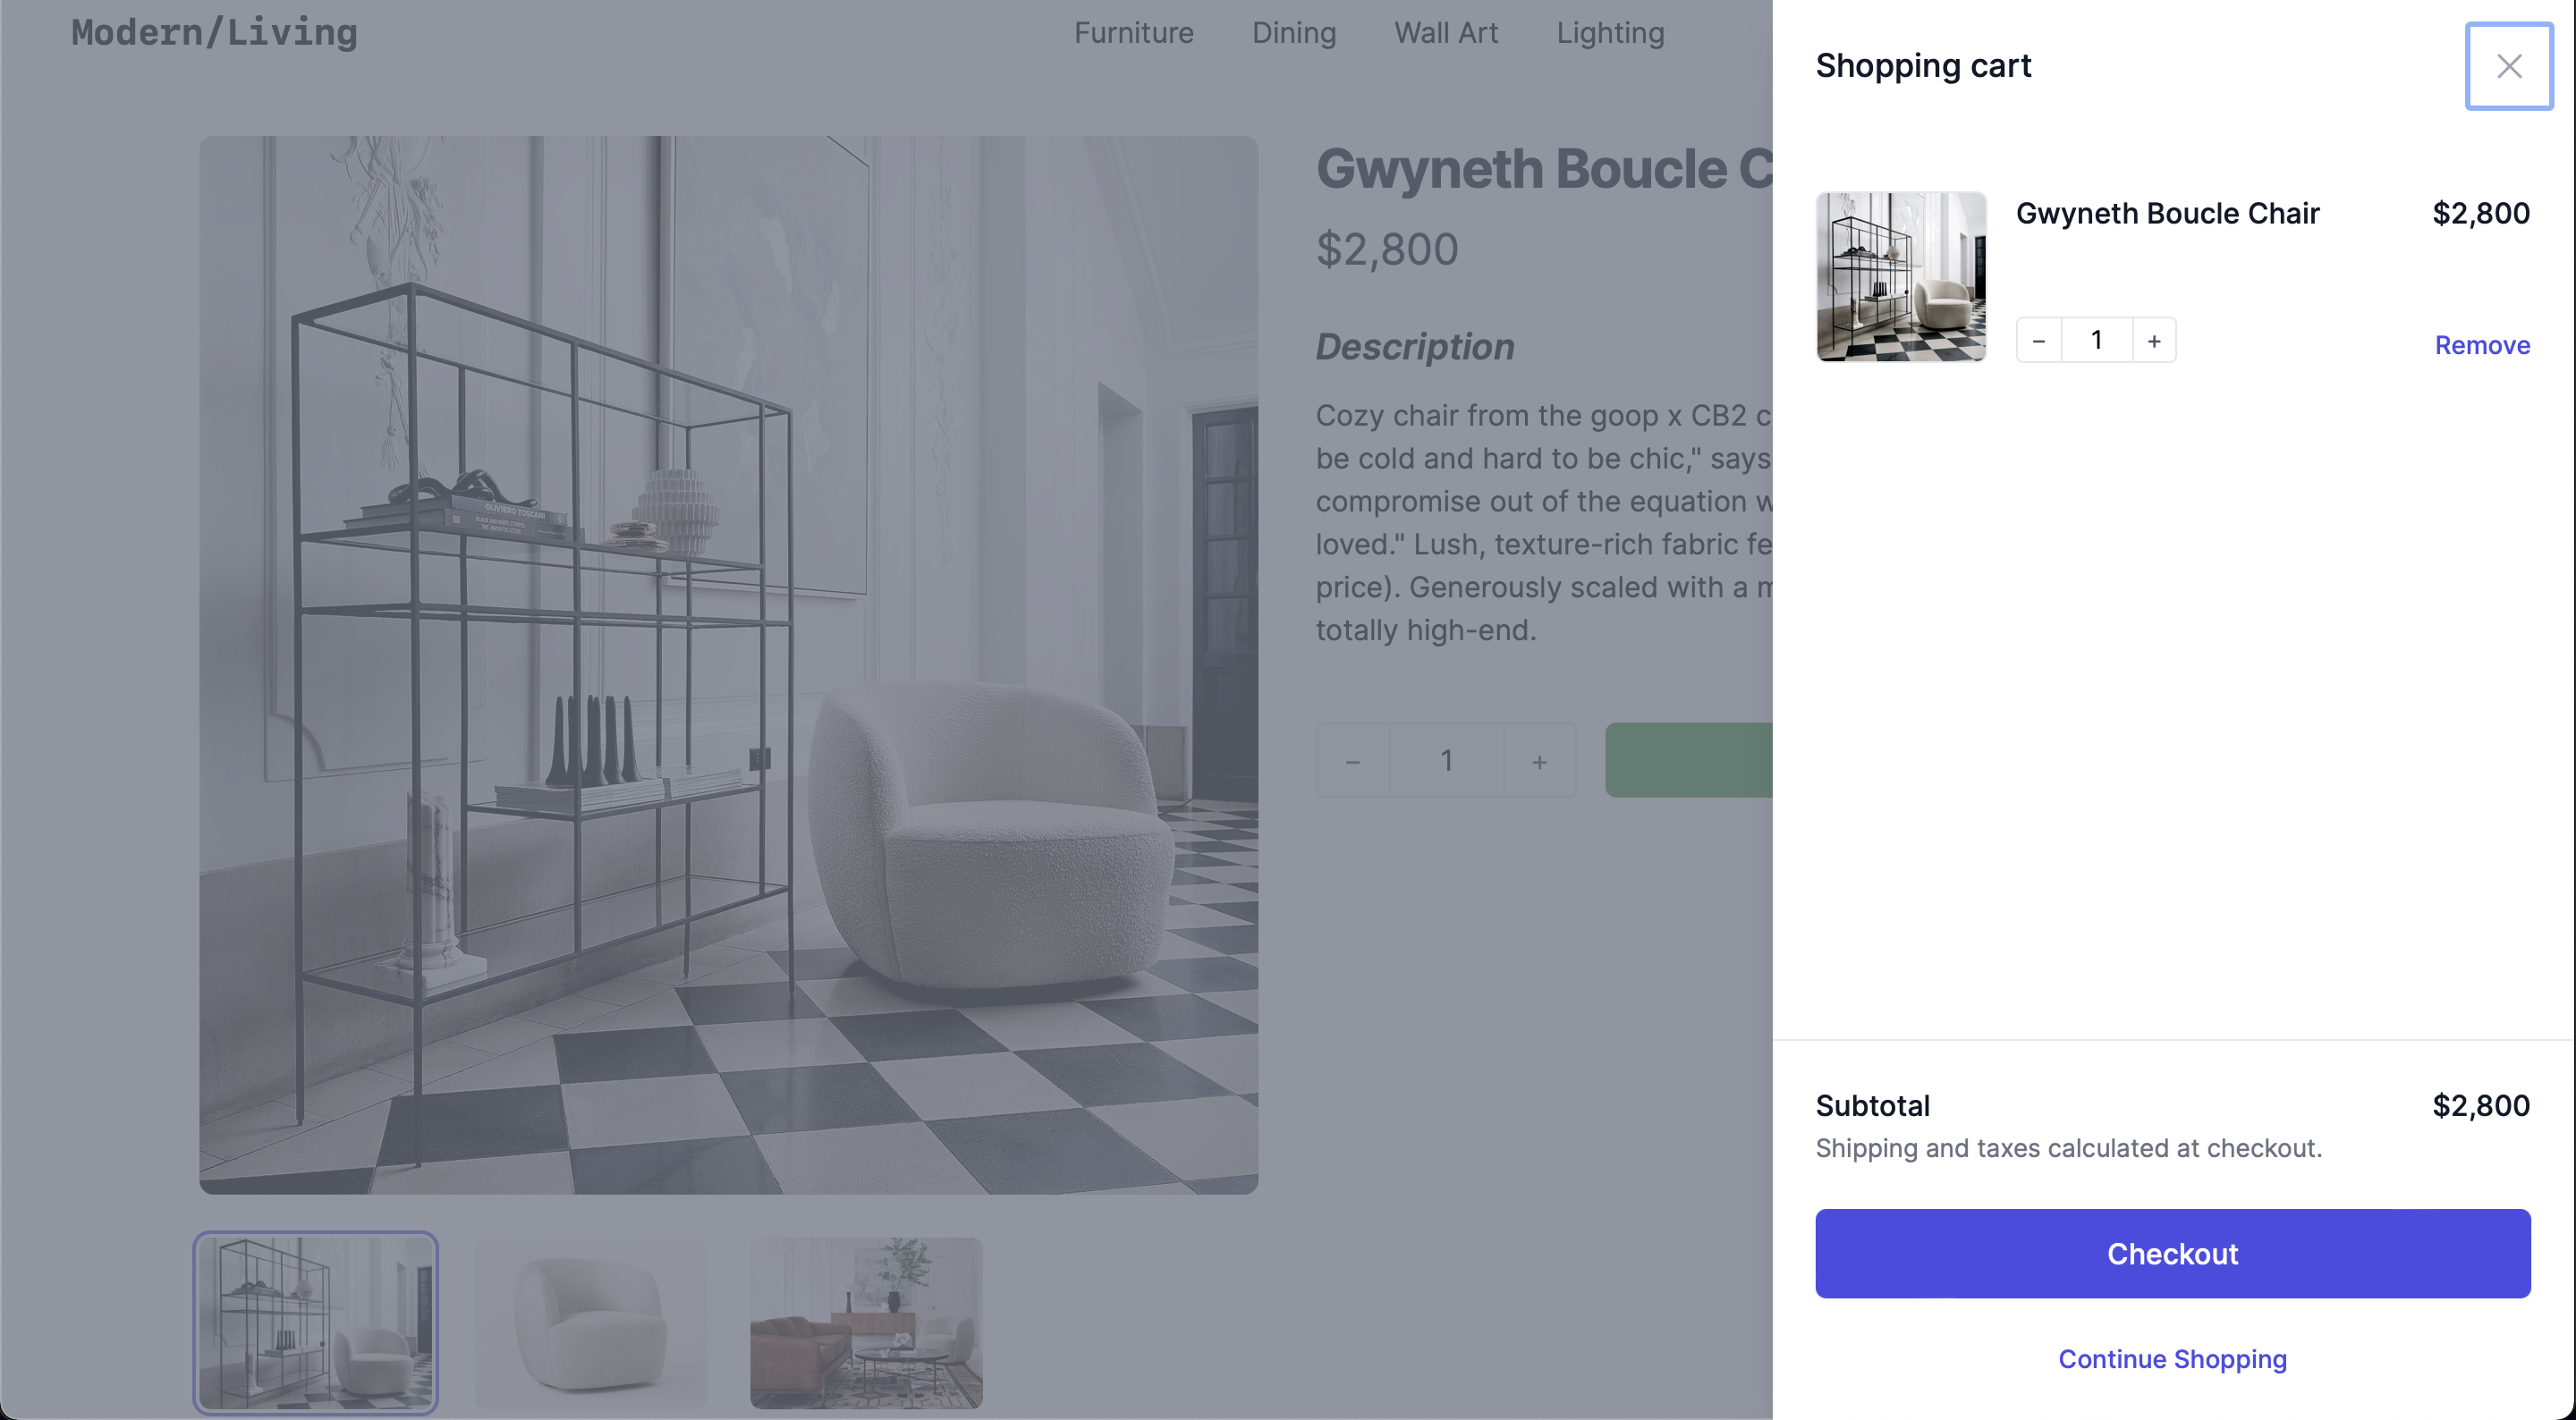 Modern/Living
Furniture Dining Wall Art Lighting
Gwyneth Boucle C
$2,800
Description
Cozy chair from the goop x CB2 c
be cold and hard to be chic," says
compromise out of the equation w
loved." Lush, texture-rich fabric fe
price). Generously scaled with a m
totally high-end.
− 1 +
OLIVIERO TOSCANI
Shopping cart
Gwyneth Boucle Chair $2,800
− 1 +
Remove
Subtotal $2,800
Shipping and taxes calculated at checkout.
Checkout
Continue Shopping